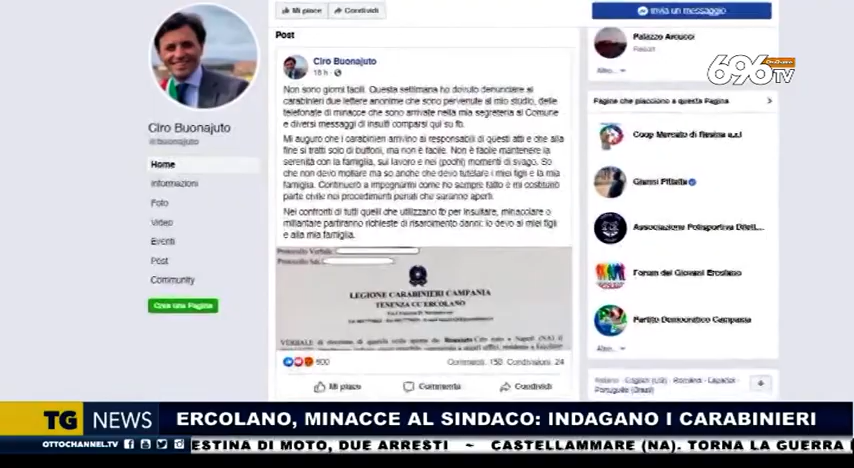 Mi piace
Condividi
Invia un messaggio
Post
Palazzo Arcucci
Altro...
696 TV
Ciro Buonajuto
18 h
Non sono giorni facili. Questa settimana ho dovuto denunciare ai
carabinieri due lettere anonime che sono pervenute al mio studio, delle
telefonate di minacce che sono arrivate nella mia segreteria al Comune
e diversi messaggi di insulti comparsi qui su fb.
Mi auguro che i carabinieri arrivino ai responsabili di questi atti e che alla
fine si tratti solo di buffoni, ma non è facile. Non è facile mantenere la
serenità con la famiglia, sul lavoro e nei (pochi) momenti di svago. So
che non devo mollare ma so anche che devo tutelare i miei figli e la mia
famiglia. Continuerò a impegnarmi come ho sempre fatto e mi costituirò
parte civile nei procedimenti penali che saranno aperti.
Nei confronti di tutti quelli che utilizzano fb per insultare, minacciare o
millantare partiranno richieste di risarcimento danni: lo devo ai miei figli
e alla mia famiglia.
Protocollo Verbale
LEGIONE CARABINIERI CAMPANIA
TENENZA CC ERCOLANO
600
Commenti: 150 Condivisioni: 24
Mi piace
Commenta
Condividi
Ciro Buonajuto
@buonajuto
Home
Informazioni
Foto
Video
Eventi
Post
Community
Crea una Pagina
Pagine che piacciono a questa Pagina
Coop Mercato di Resina a.r.l
Gianni Pittella
Associazione Polisportiva Dilett...
Forum dei Giovani Ercolano
Partito Democratico Campania
Altro...
Italiano · English (US) · Română · Español ·
Português (Brasil)
TG NEWS
ERCOLANO, MINACCE AL SINDACO: INDAGANO I CARABINIERI
OTTOCHANNEL.TV
ESTINA DI MOTO, DUE ARRESTI ~ CASTELLAMMARE (NA). TORNA LA GUERRA